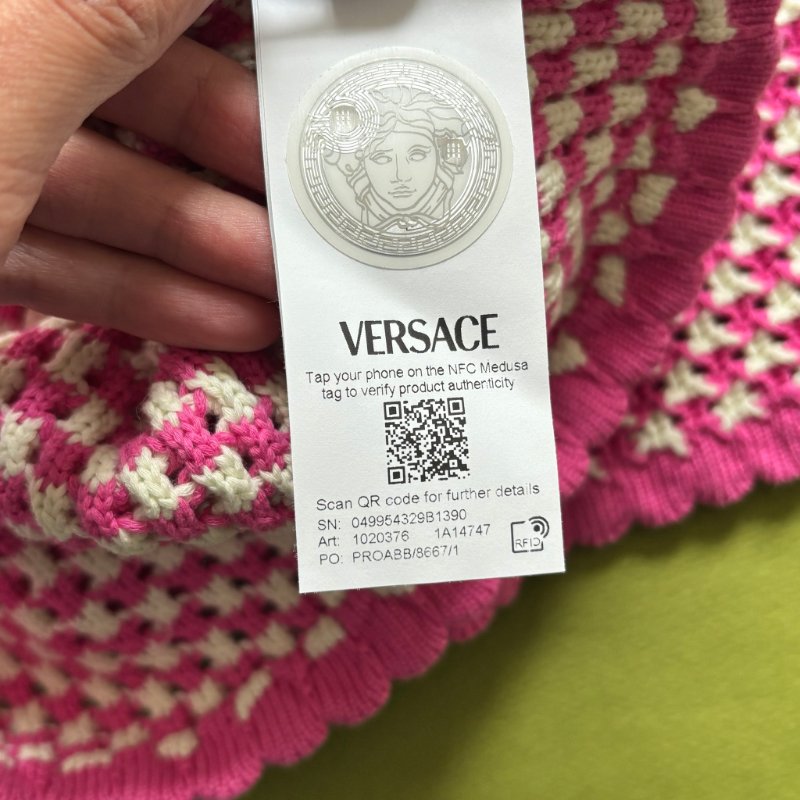 VERSACE
Tap your phone on the NFC Medusa
tag to verify product authenticity
Scan QR code for further details
SN: 049954329B1390
Art: 1020376 1A14747
PO: PROABB/8667/1
RFID